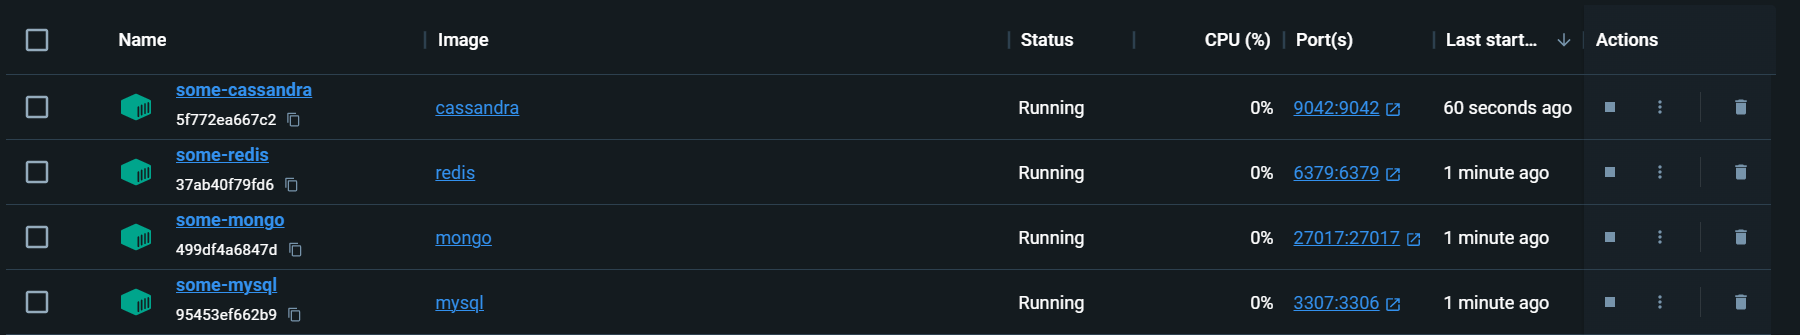 Name Image Status CPU (%) Port(s) Last start... Actions
some-cassandra
5f772ea667c2
cassandra Running 0% 9042:9042 60 seconds ago
some-redis
37ab40f79fd6
redis Running 0% 6379:6379 1 minute ago
some-mongo
499df4a6847d
mongo Running 0% 27017:27017 1 minute ago
some-mysql
95453ef662b9
mysql Running 0% 3307:3306 1 minute ago